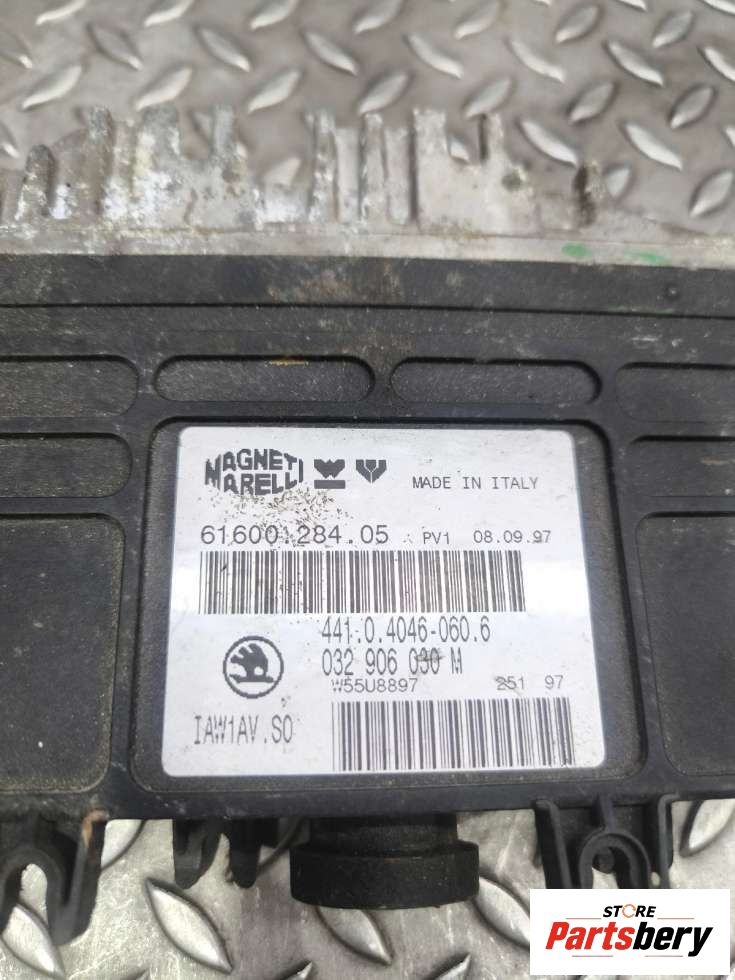 MAGNETI MARELLI MADE IN ITALY
61600.284.05 PV1 08.09.97
441.0.4046-060.6
032 906 030 M
W55U8897 251 97
IAW1AV.S0
STORE
Partsbery